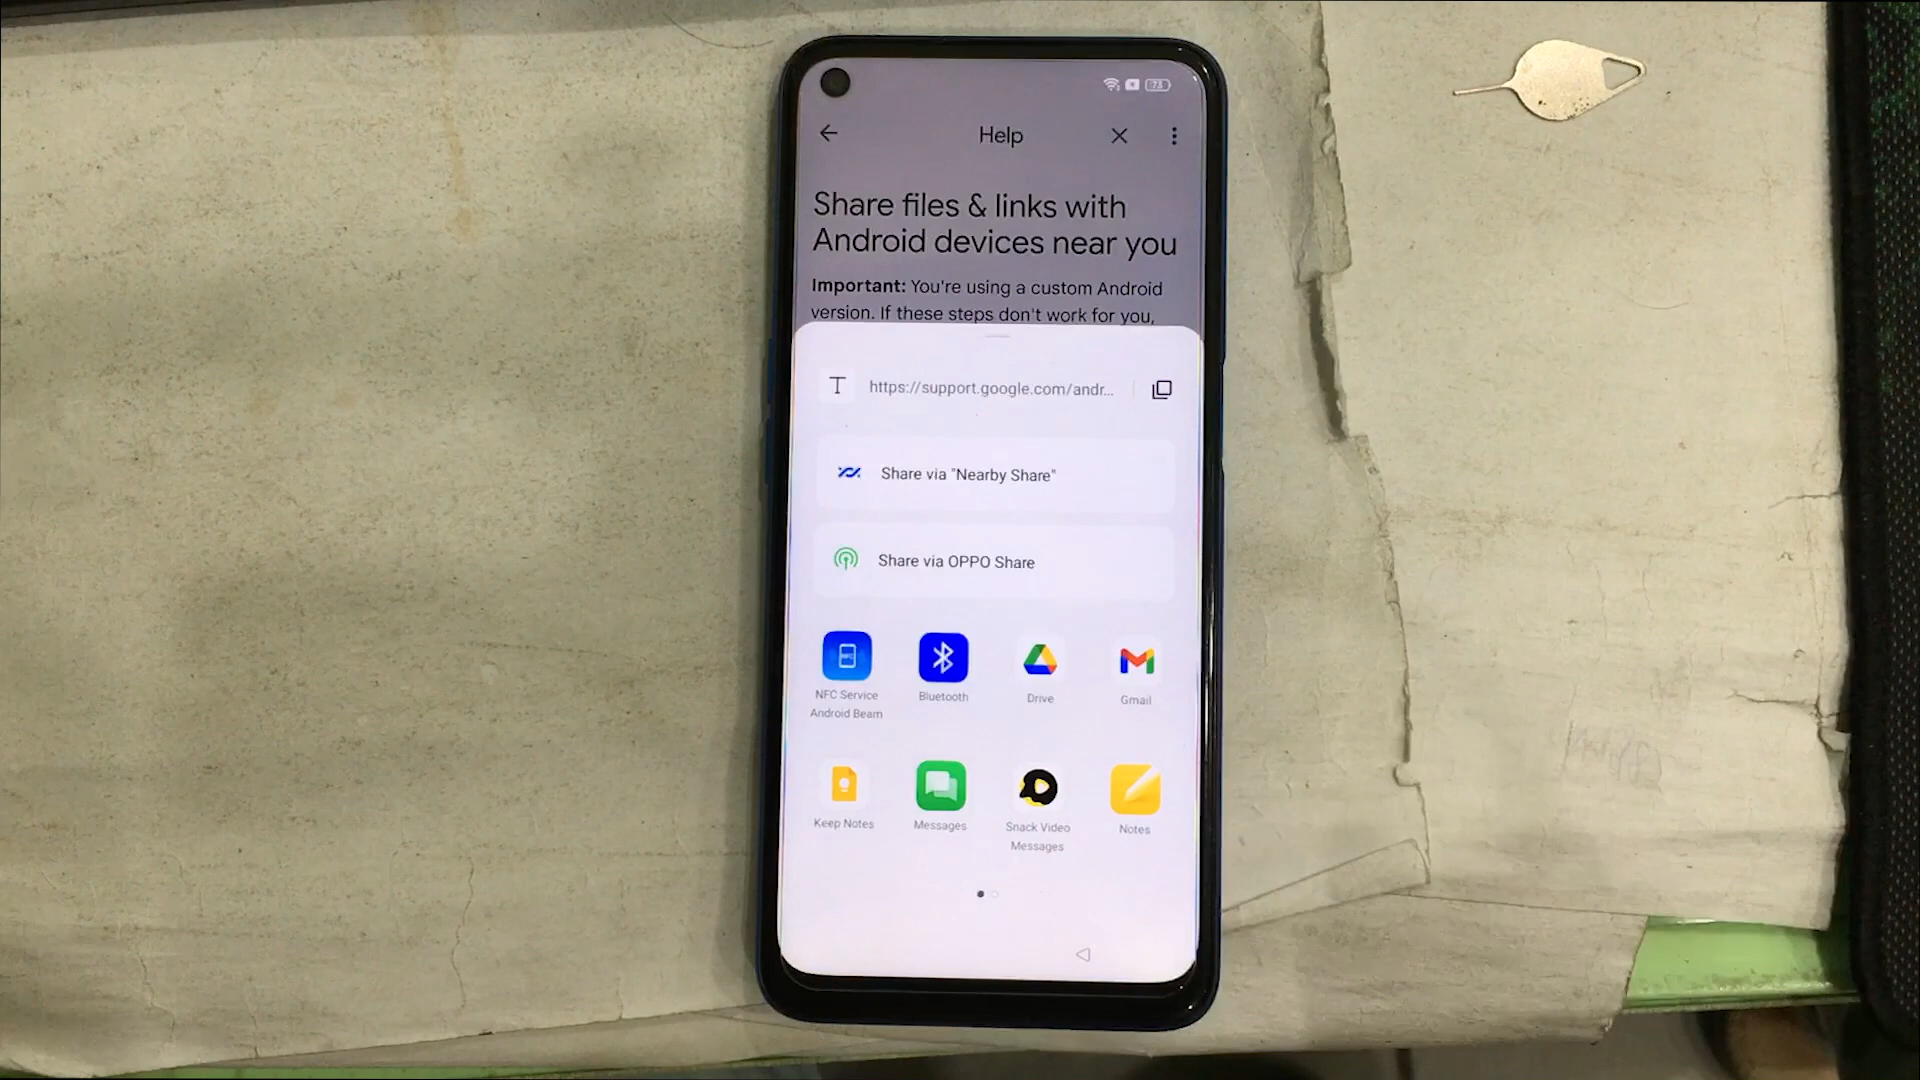 73
Help
Share files & links with
Android devices near you
Important: You're using a custom Android
version. If these steps don't work for you,
T https://support.google.com/andr...
Share via "Nearby Share"
Share via OPPO Share
NFC Service
Android Beam
Bluetooth
Drive
Gmail
Keep Notes
Messages
Snack Video
Messages
Notes